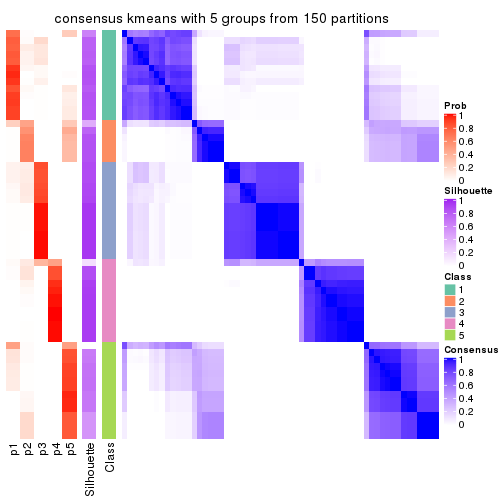 consensus kmeans with 5 groups from 150 partitions
Prob
1
0.8
0.6
0.4
0.2
0
Silhouette
1
0.8
0.6
0.4
0.2
0
Class
1
2
3
4
5
Consensus
1
0.8
0.6
0.4
0.2
0
p1
p2
p3
p4
p5
Silhouette
Class